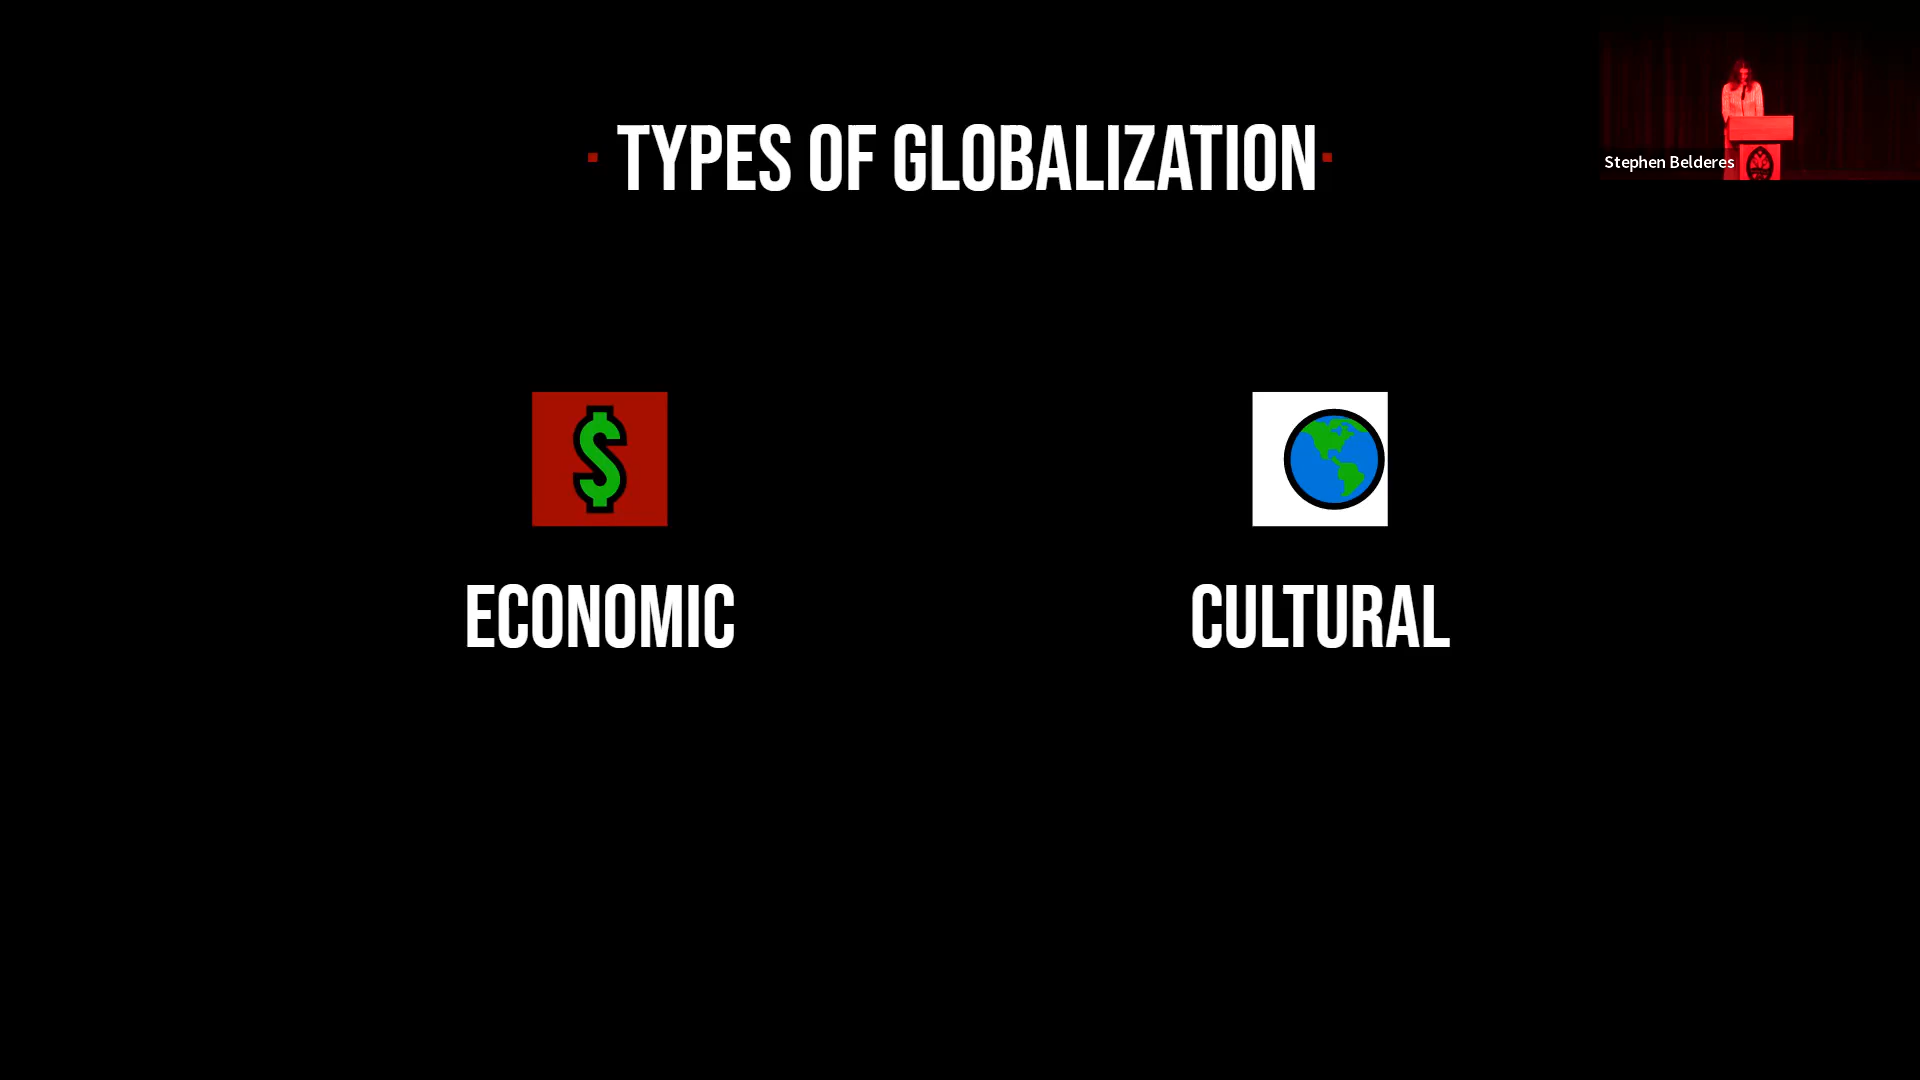 TYPES OF GLOBALIZATION
Stephen Belderes
$
ECONOMIC
CULTURAL